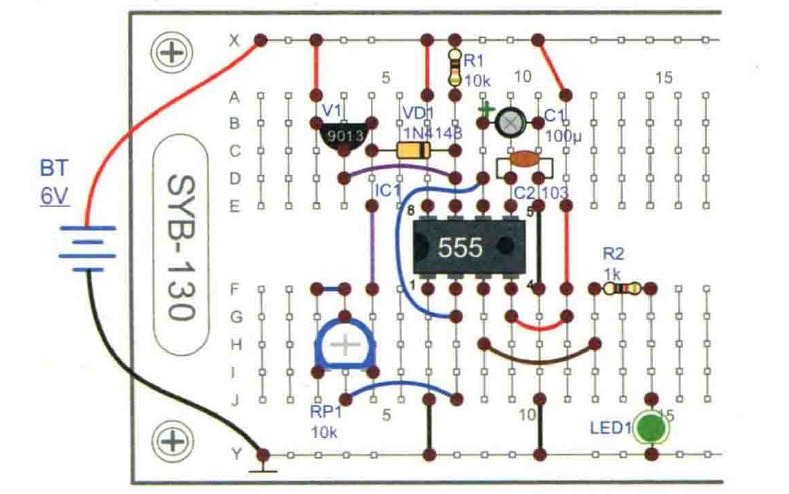 X
5
10
15
R1
10k
A
B
C
D
E
V1
9013
VD1
1N4148
+
C1
100µ
C2 103
IC1
BT
6V
SYB-130
8
5
555
1
4
R2
1k
F
G
H
I
J
RP1
10k
5
10
15
LED1
Y